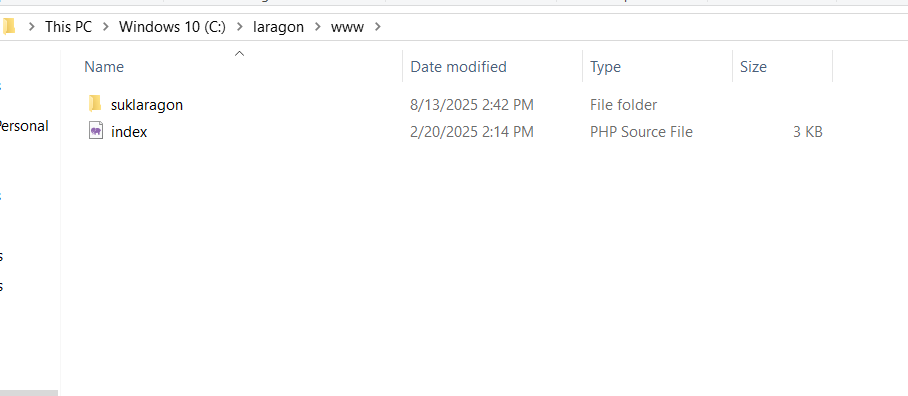 This PC > Windows 10 (C:) > laragon > www >
Name Date modified Type Size
suklaragon 8/13/2025 2:42 PM File folder
Personal
index 2/20/2025 2:14 PM PHP Source File 3 KB
s
s